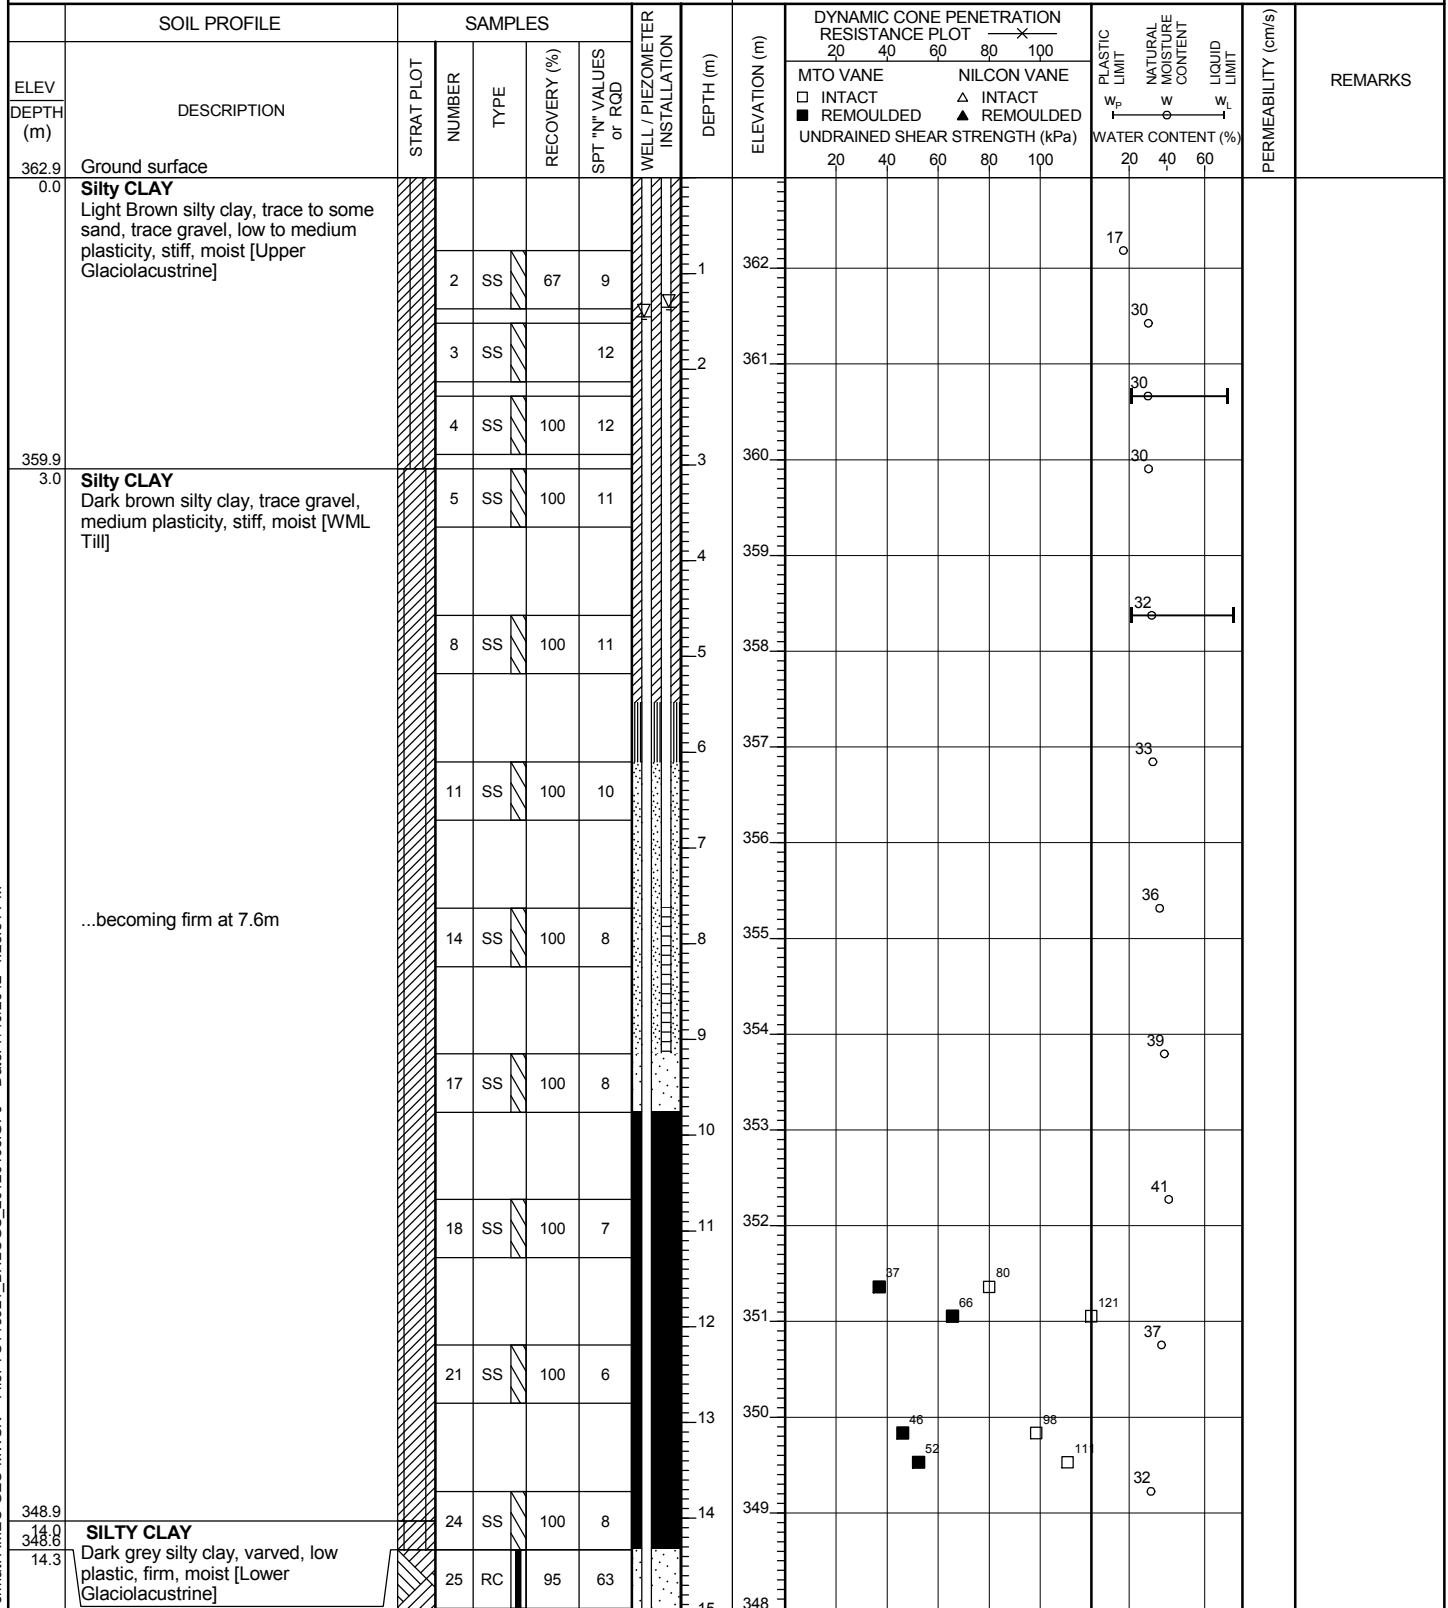 SOIL PROFILE
SAMPLES
ELEV
DEPTH
(m)
DESCRIPTION
STRAT PLOT
NUMBER
TYPE
RECOVERY (%)
SPT "N" VALUES
or RQD
WELL / PIEZOMETER
INSTALLATION
DEPTH (m)
ELEVATION (m)
DYNAMIC CONE PENETRATION
RESISTANCE PLOT
20 40 60 80 100
MTO VANE
NILCON VANE
INTACT
INTACT
REMOULDED
REMOULDED
UNDRAINED SHEAR STRENGTH (kPa)
20 40 60 80 100
PLASTIC
LIMIT
NATURAL
MOISTURE
CONTENT
LIQUID
LIMIT
WP W WL
WATER CONTENT (%)
20 40 60
PERMEABILITY (cm/s)
REMARKS
362.9 Ground surface
0.0 Silty CLAY
Light Brown silty clay, trace to some
sand, trace gravel, low to medium
plasticity, stiff, moist [Upper
Glaciolacustrine]
359.9
3.0 Silty CLAY
Dark brown silty clay, trace gravel,
medium plasticity, stiff, moist [WML
Till]
...becoming firm at 7.6m
348.9
14.0 SILTY CLAY
348.6
14.3 Dark grey silty clay, varved, low
plastic, firm, moist [Lower
Glaciolacustrine]
2 SS 67 9
3 SS 12
4 SS 100 12
5 SS 100 11
8 SS 100 11
11 SS 100 10
14 SS 100 8
17 SS 100 8
18 SS 100 7
21 SS 100 6
24 SS 100 8
25 RC 95 63
1
2
3
4
5
6
7
8
9
10
11
12
13
14
15
362
361
360
359
358
357
356
355
354
353
352
351
350
349
348
17
30
30
30
32
33
36
39
41
37 80
66 121
37
46 98
52 111
32